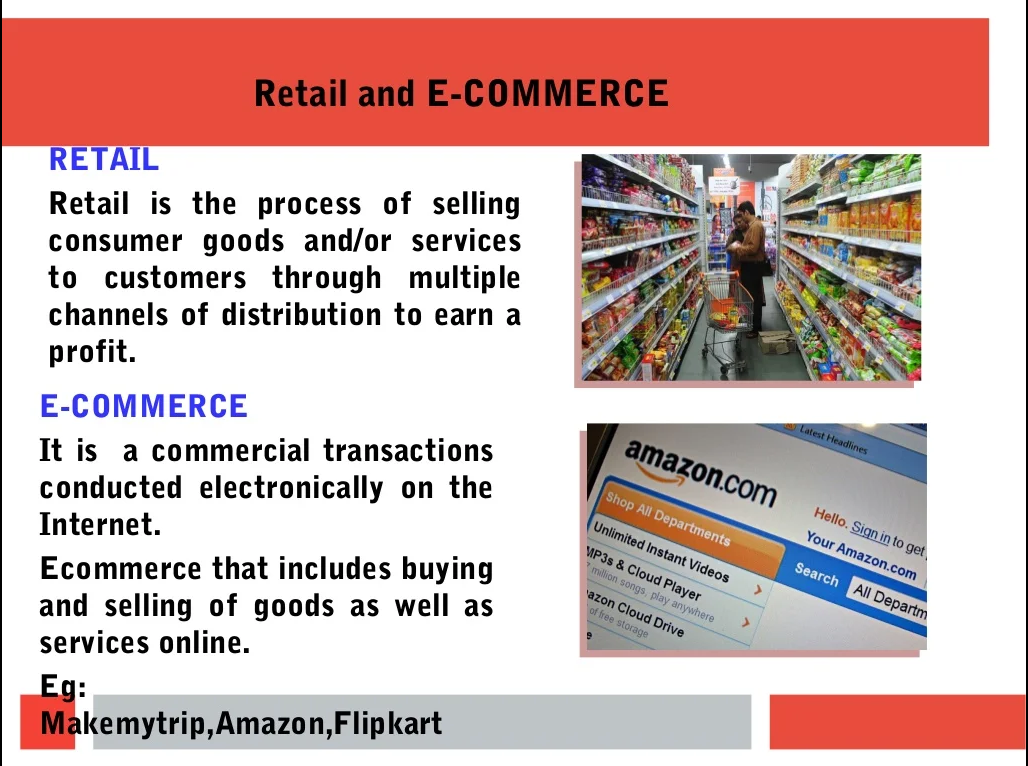 Retail and E-COMMERCE
RETAIL
Retail is the process of selling
consumer goods and/or services
to customers through multiple
channels of distribution to earn a
profit.
E-COMMERCE
It is a commercial transactions
conducted electronically on the
Internet.
Ecommerce that includes buying
and selling of goods as well as
services online.
Eg:
Makemytrip,Amazon,Flipkart
Latest Headlines
amazon.com
Hello. Sign in to get
Shop All Departments
Your Amazon.com
Unlimited Instant Videos
Search
All Departm
MP3s & Cloud Player
million songs, play anywhere
azon Cloud Drive
of free storage